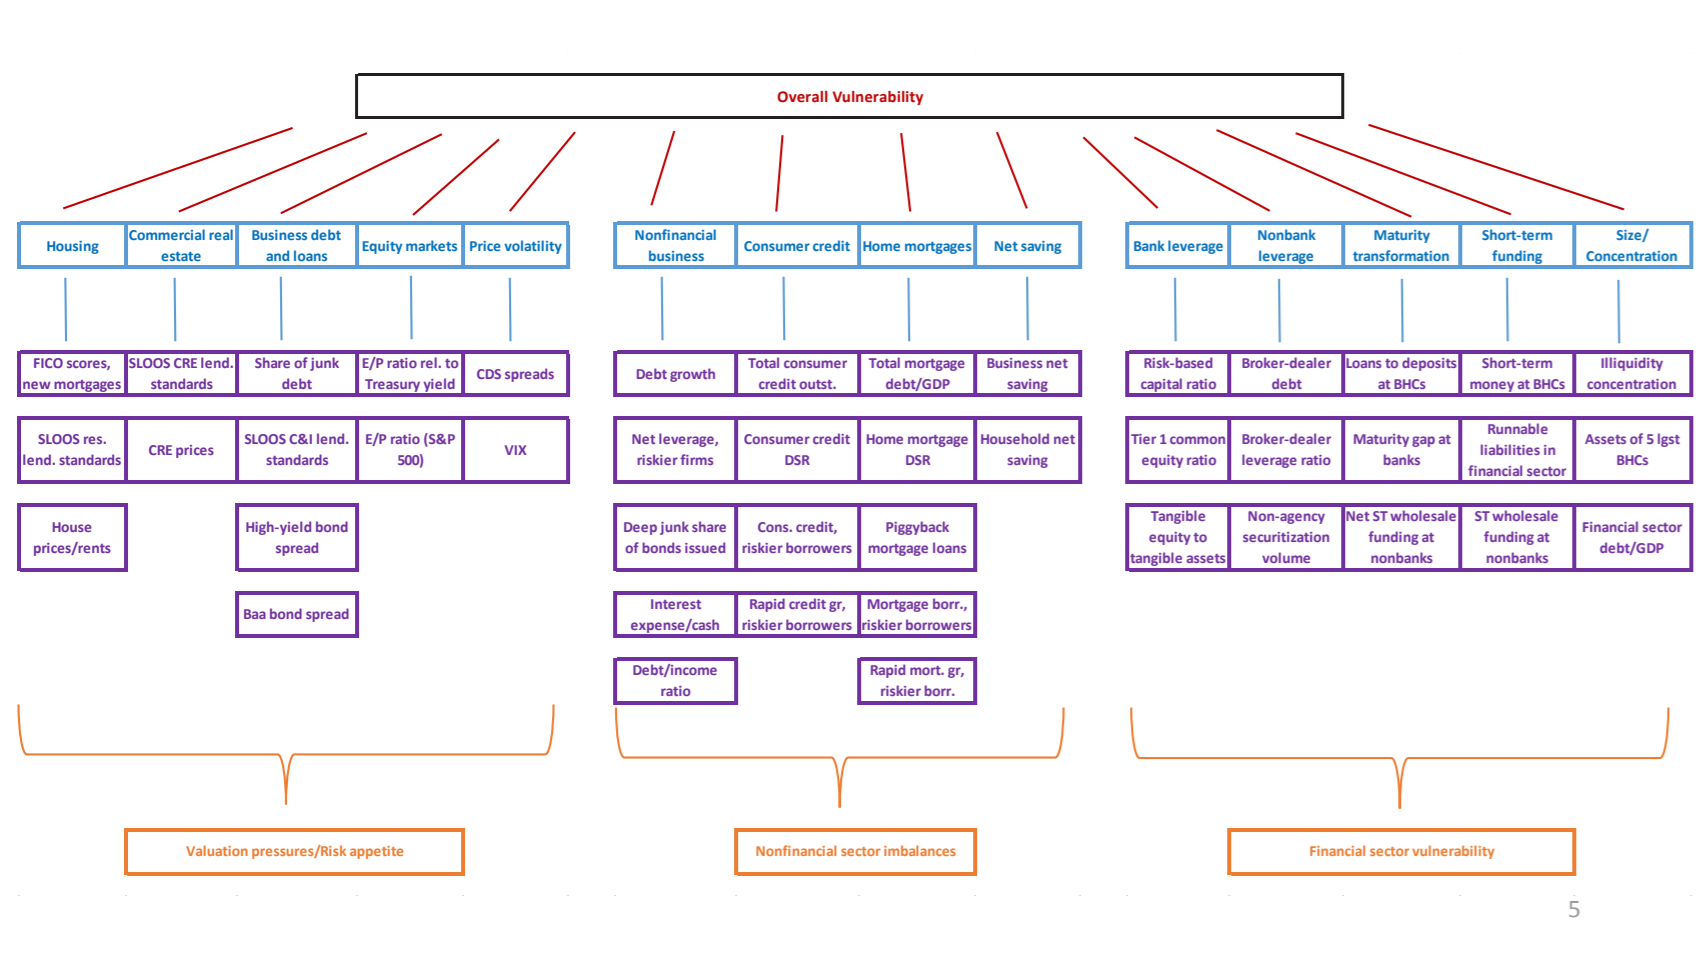 Overall Vulnerability
Housing
Commercial real
estate
Business debt
and loans
Equity markets
Price volatility
Nonfinancial
business
Consumer credit
Home mortgages
Net saving
Bank leverage
Nonbank
leverage
Maturity
transformation
Short-term
funding
Size/
Concentration
FICO scores,
new mortgages
SLOOS CRE lend.
standards
Share of junk
debt
E/P ratio rel. to
Treasury yield
CDS spreads
Debt growth
Total consumer
credit outst.
Total mortgage
debt/GDP
Business net
saving
Risk-based
capital ratio
Broker-dealer
debt
Loans to deposits
at BHCs
Short-term
money at BHCs
Illiquidity
concentration
SLOOS res.
lend. standards
CRE prices
SLOOS C&I lend.
standards
E/P ratio (S&P
500)
VIX
Net leverage,
riskier firms
Consumer credit
DSR
Home mortgage
DSR
Household net
saving
Tier 1 common
equity ratio
Broker-dealer
leverage ratio
Maturity gap at
banks
Runnable
liabilities in
financial sector
Assets of 5 lgst
BHCs
House
prices/rents
High-yield bond
spread
Deep junk share
of bonds issued
Cons. credit,
riskier borrowers
Piggyback
mortgage loans
Tangible
equity to
tangible assets
Non-agency
securitization
volume
Net ST wholesale
funding at
nonbanks
ST wholesale
funding at
nonbanks
Financial sector
debt/GDP
Baa bond spread
Interest
expense/cash
Rapid credit gr,
riskier borrowers
Mortgage borr.,
riskier borrowers
Debt/income
ratio
Rapid mort. gr,
riskier borr.
Valuation pressures/Risk appetite
Nonfinancial sector imbalances
Financial sector vulnerability
5